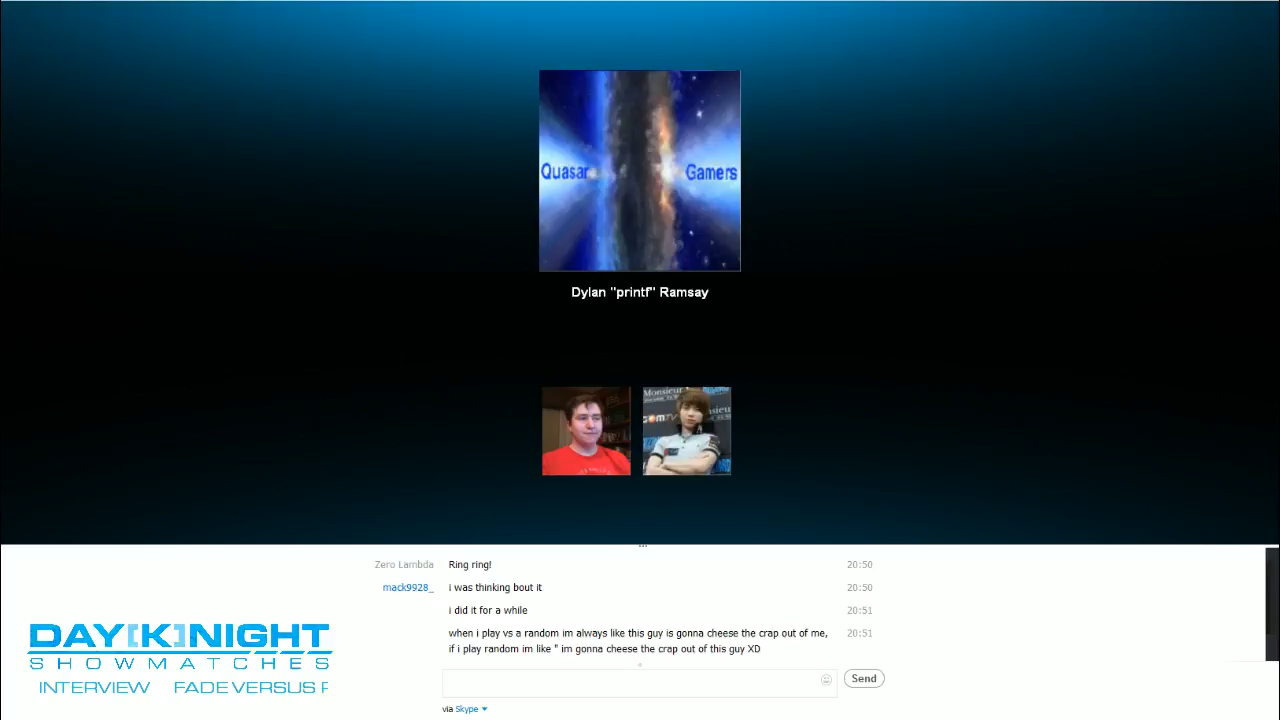 Quasar Gamers
Dylan "printf" Ramsay
Monsieur
GOMTV
Zero Lambda Ring ring! 20:50
mack9928_ i was thinking bout it 20:50
i did it for a while 20:51
when i play vs a random im always like this guy is gonna cheese the crap out of me, 20:51
if i play random im like " im gonna cheese the crap out of this guy XD
Send
via Skype
DAY[K]NIGHT
SHOWMATCHES
INTERVIEW FADE VERSUS